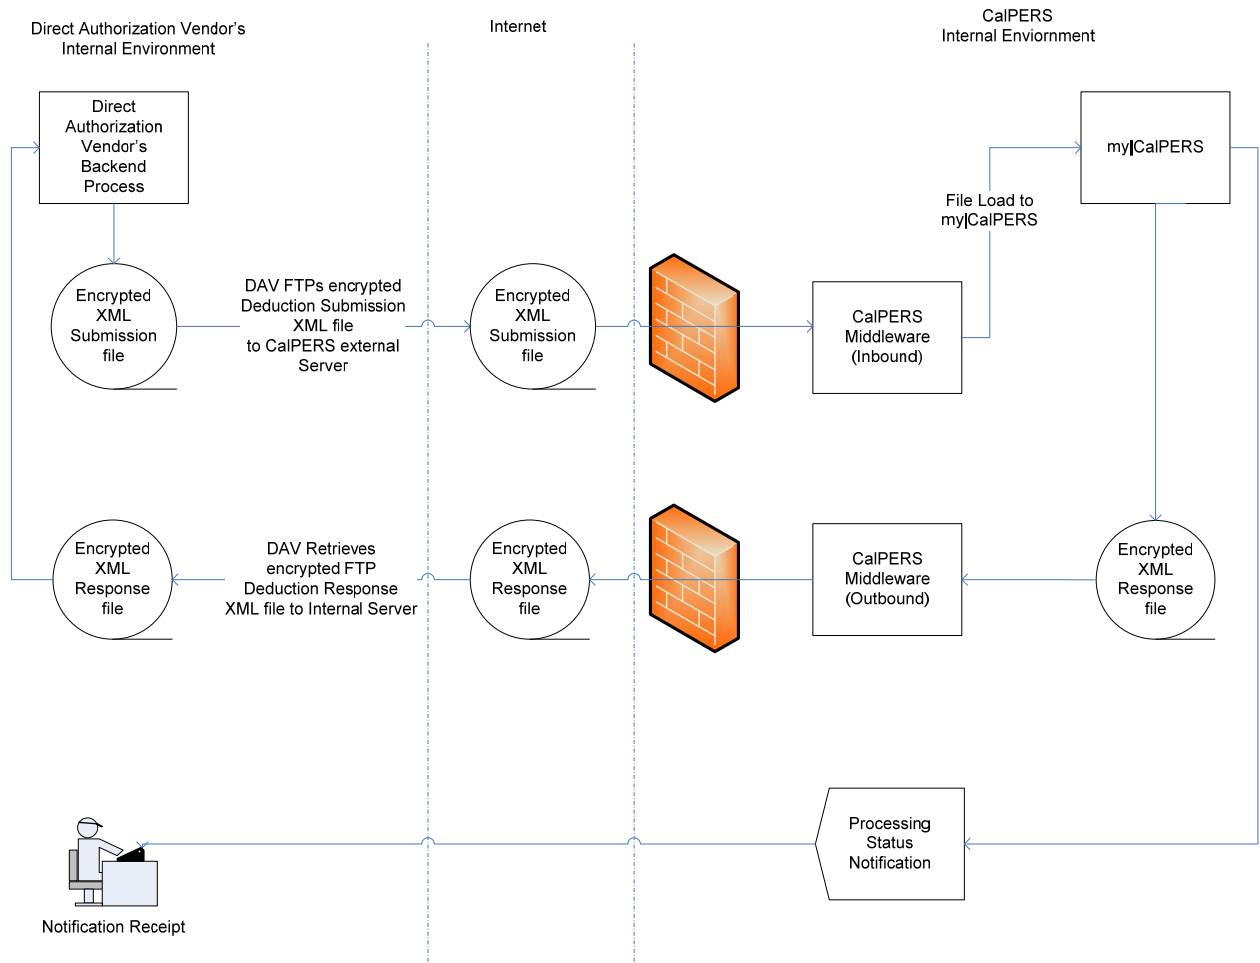 Direct Authorization Vendor's
Internal Environment
Internet
CalPERS
Internal Enviornment
Direct
Authorization
Vendor's
Backend
Process
my|CalPERS
File Load to
my|CalPERS
Encrypted
XML
Submission
file
DAV FTPs encrypted
Deduction Submission
XML file
to CalPERS external
Server
Encrypted
XML
Submission
file
CalPERS
Middleware
(Inbound)
Encrypted
XML
Response
file
DAV Retrieves
encrypted FTP
Deduction Response
XML file to Internal Server
Encrypted
XML
Response
file
CalPERS
Middleware
(Outbound)
Encrypted
XML
Response
file
Processing
Status
Notification
Notification Receipt